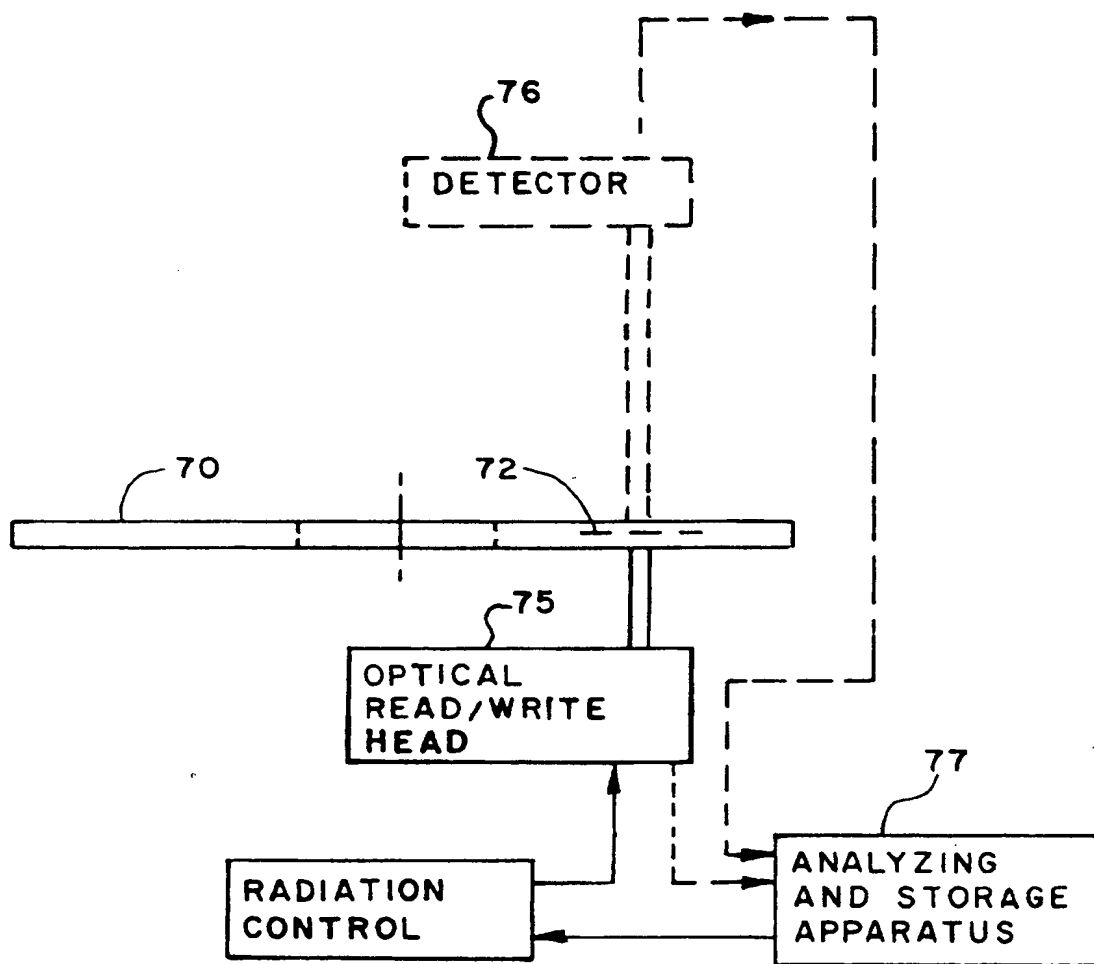 76
DETECTOR
70
72
75
OPTICAL
READ/WRITE
HEAD
77
RADIATION
CONTROL
ANALYZING
AND STORAGE
APPARATUS